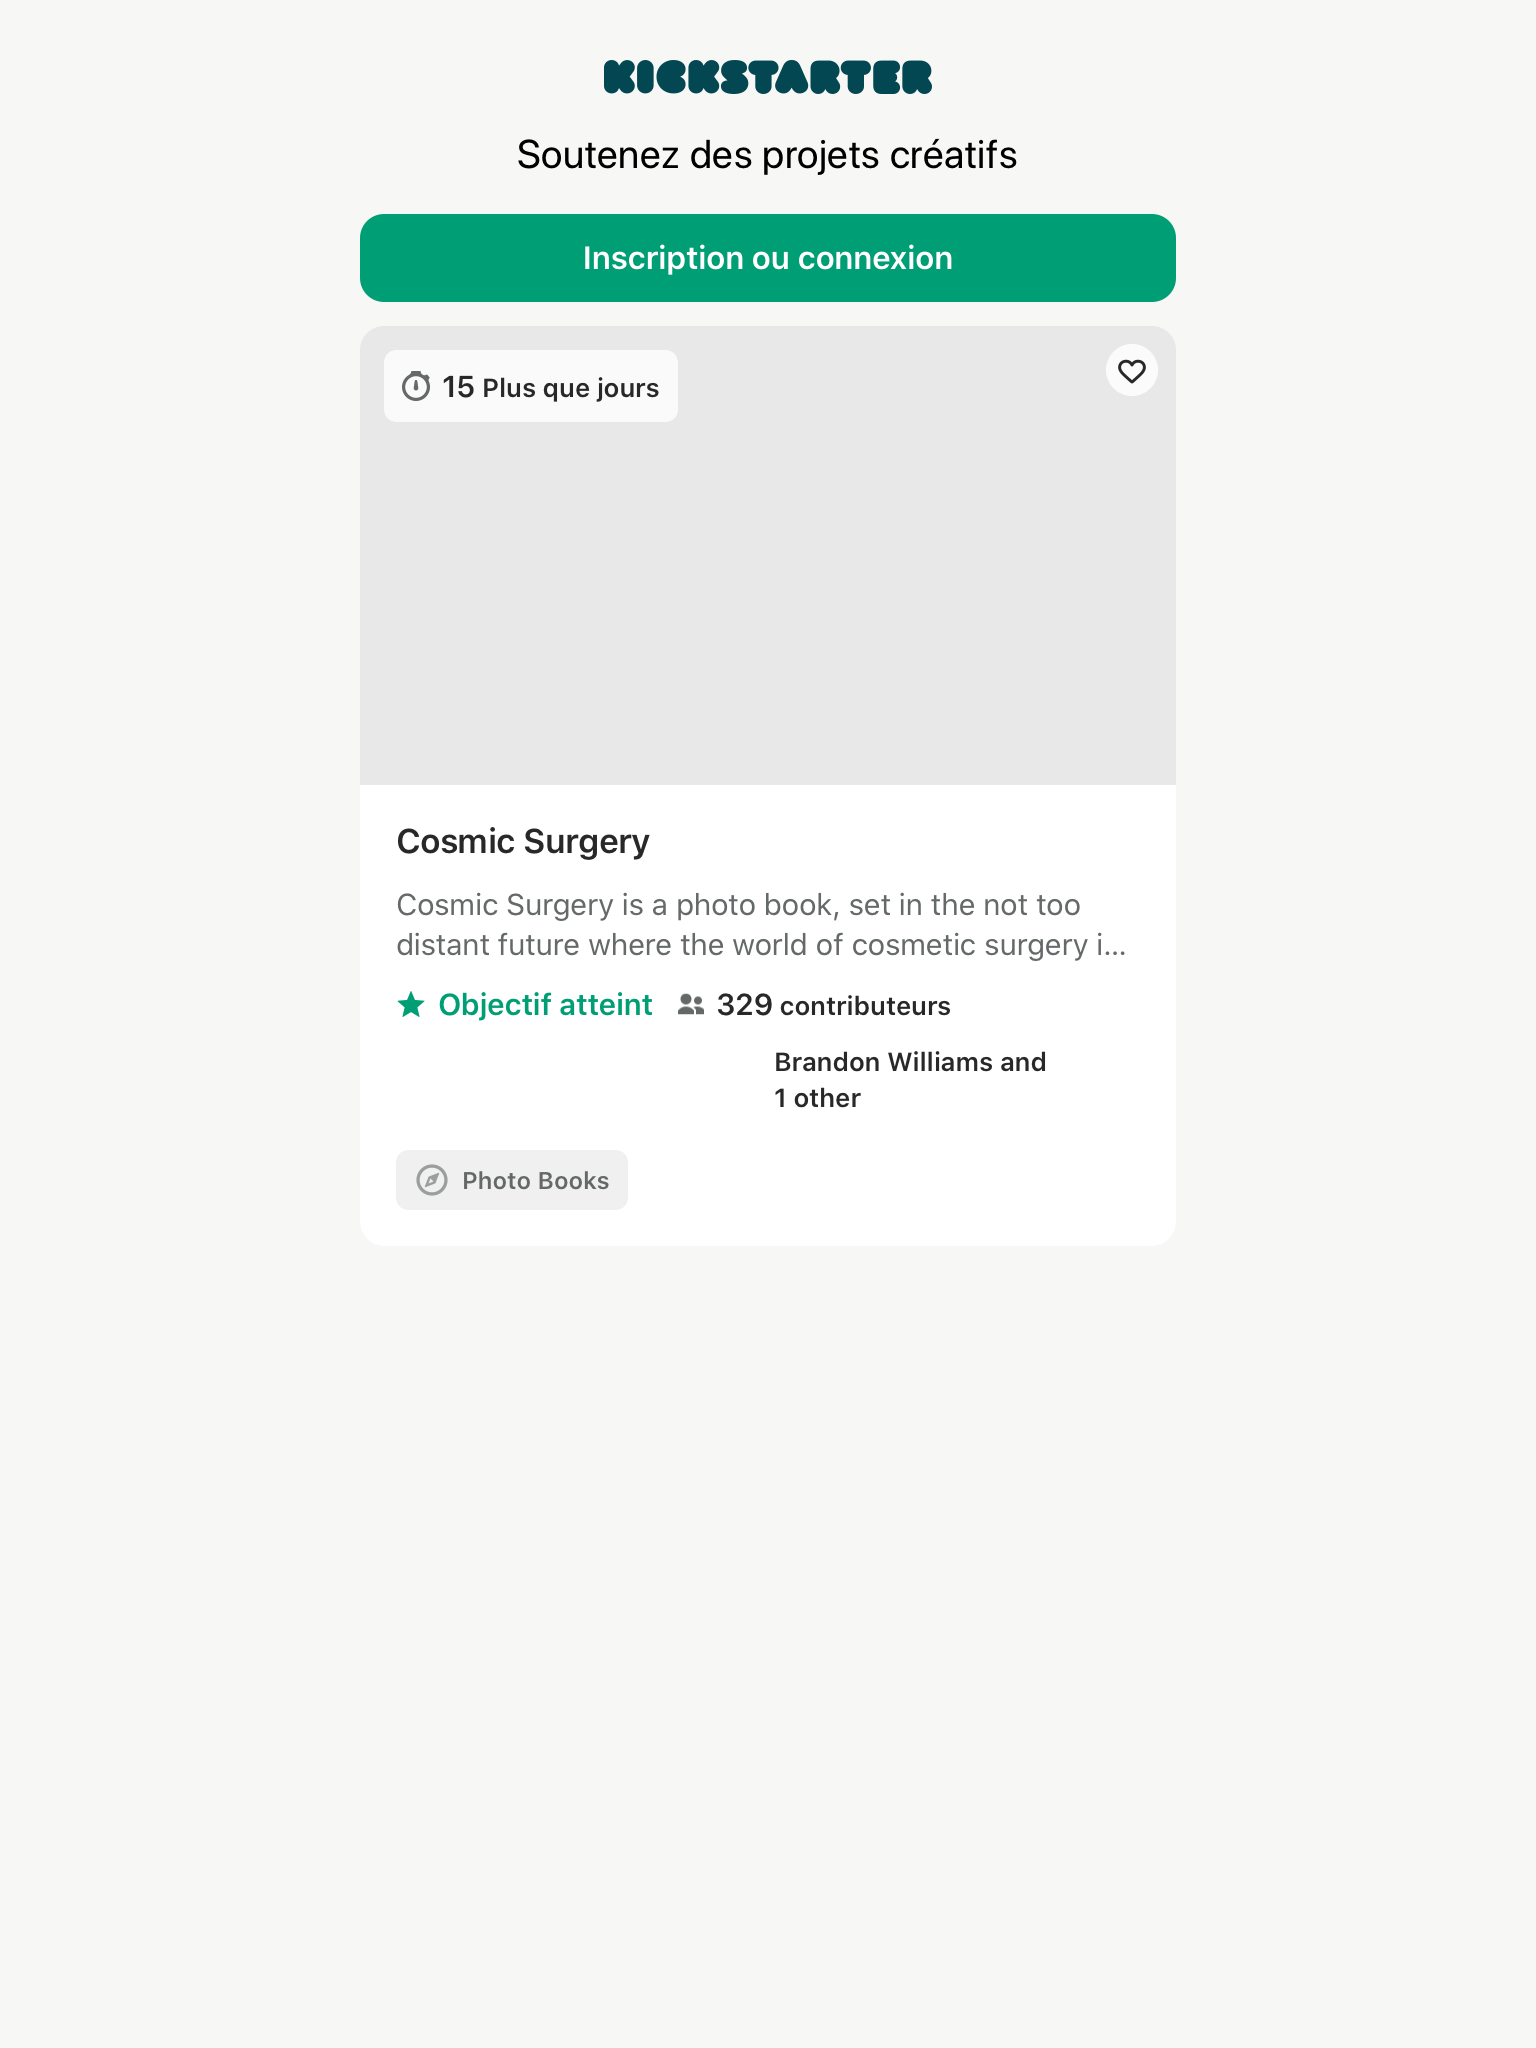 KICKSTARTER
Soutenez des projets créatifs
Inscription ou connexion
15 Plus que jours
Cosmic Surgery
Cosmic Surgery is a photo book, set in the not too
distant future where the world of cosmetic surgery i...
Objectif atteint 329 contributeurs
Brandon Williams and
1 other
Photo Books